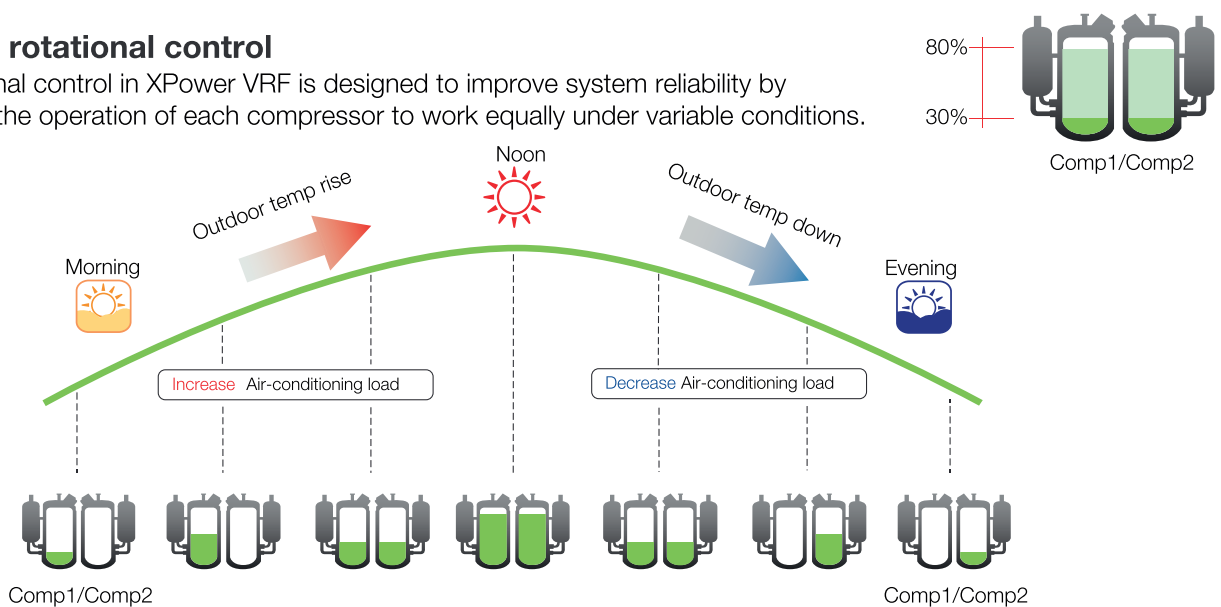 rotational control
nal control in XPower VRF is designed to improve system reliability by
the operation of each compressor to work equally under variable conditions.
80%
30%
Comp1/Comp2
Noon
Outdoor temp rise
Outdoor temp down
Morning
Evening
Increase Air-conditioning load
Decrease Air-conditioning load
Comp1/Comp2
Comp1/Comp2